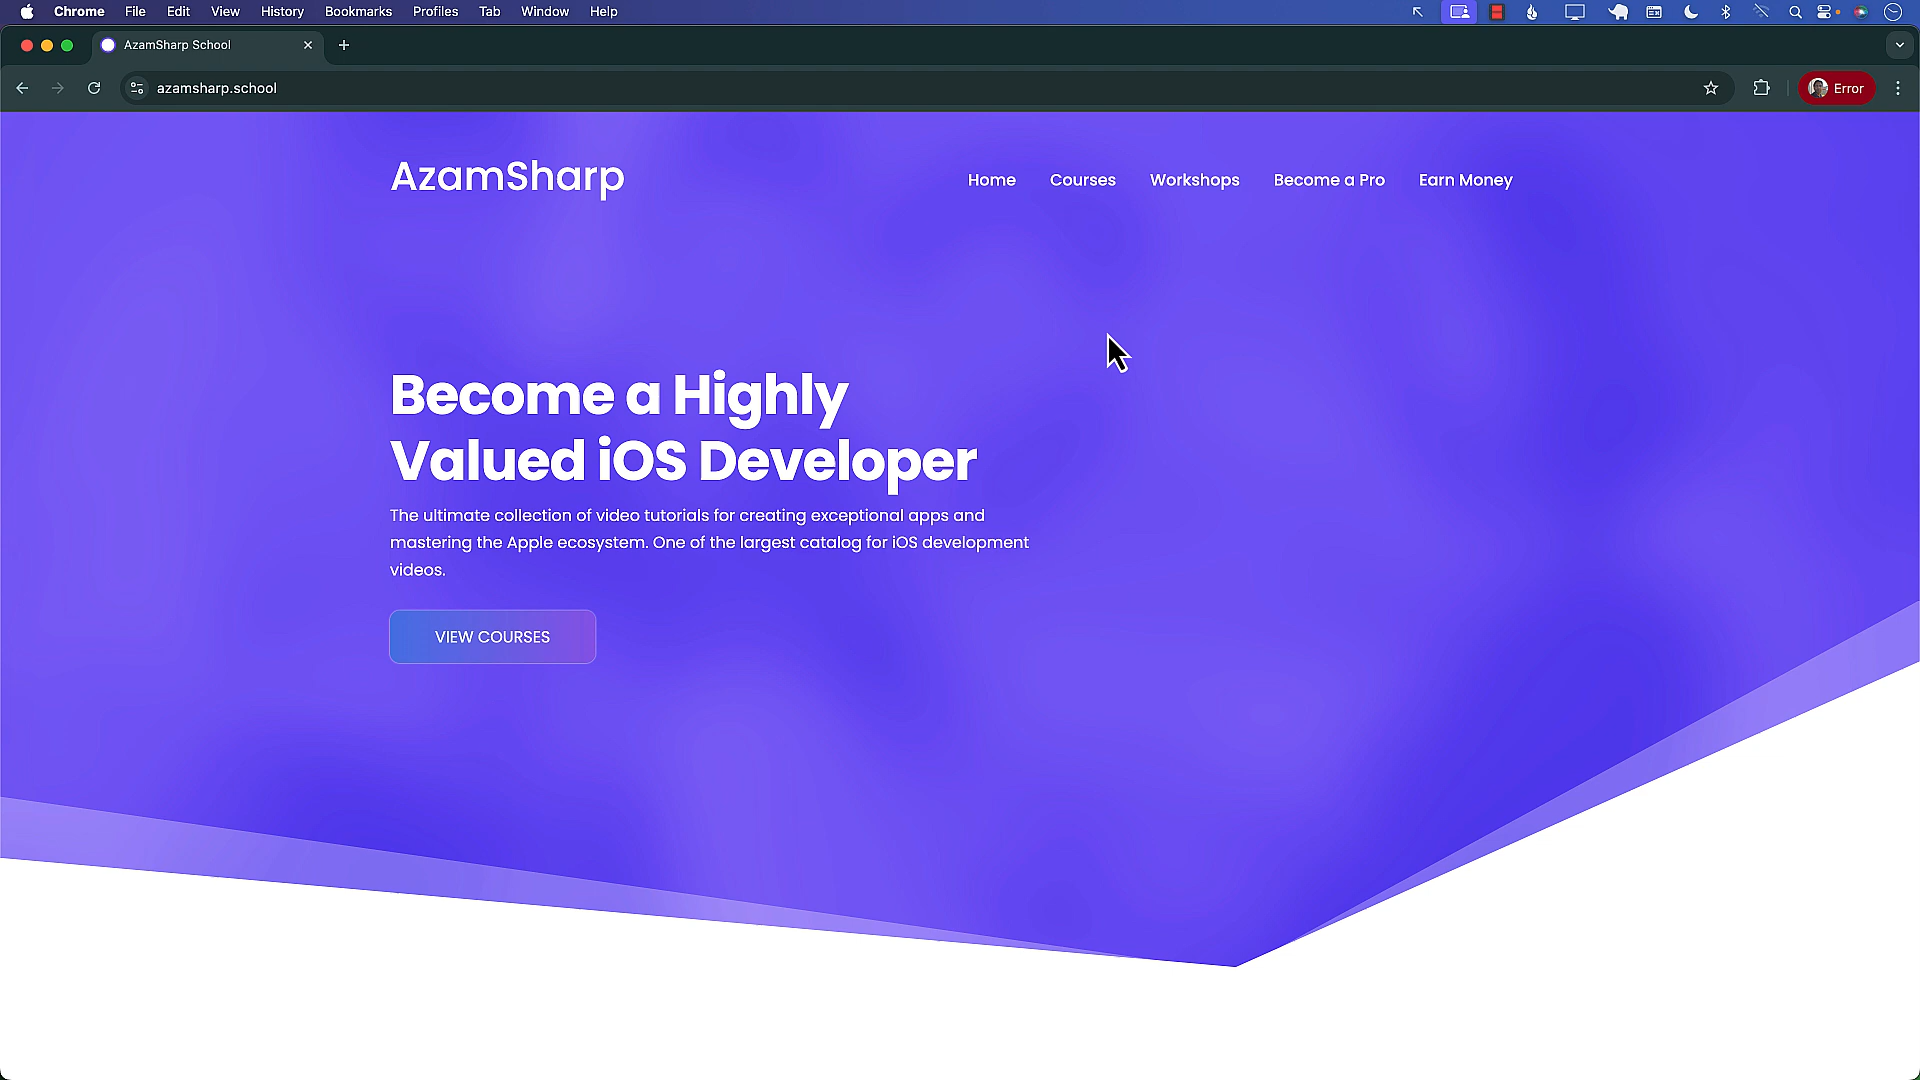 Chrome File Edit View History Bookmarks Profiles Tab Window Help
AzamSharp School
azamsharp.school
Error
AzamSharp
Home Courses Workshops Become a Pro Earn Money
Become a Highly
Valued iOS Developer
The ultimate collection of video tutorials for creating exceptional apps and
mastering the Apple ecosystem. One of the largest catalog for iOS development
videos.
VIEW COURSES